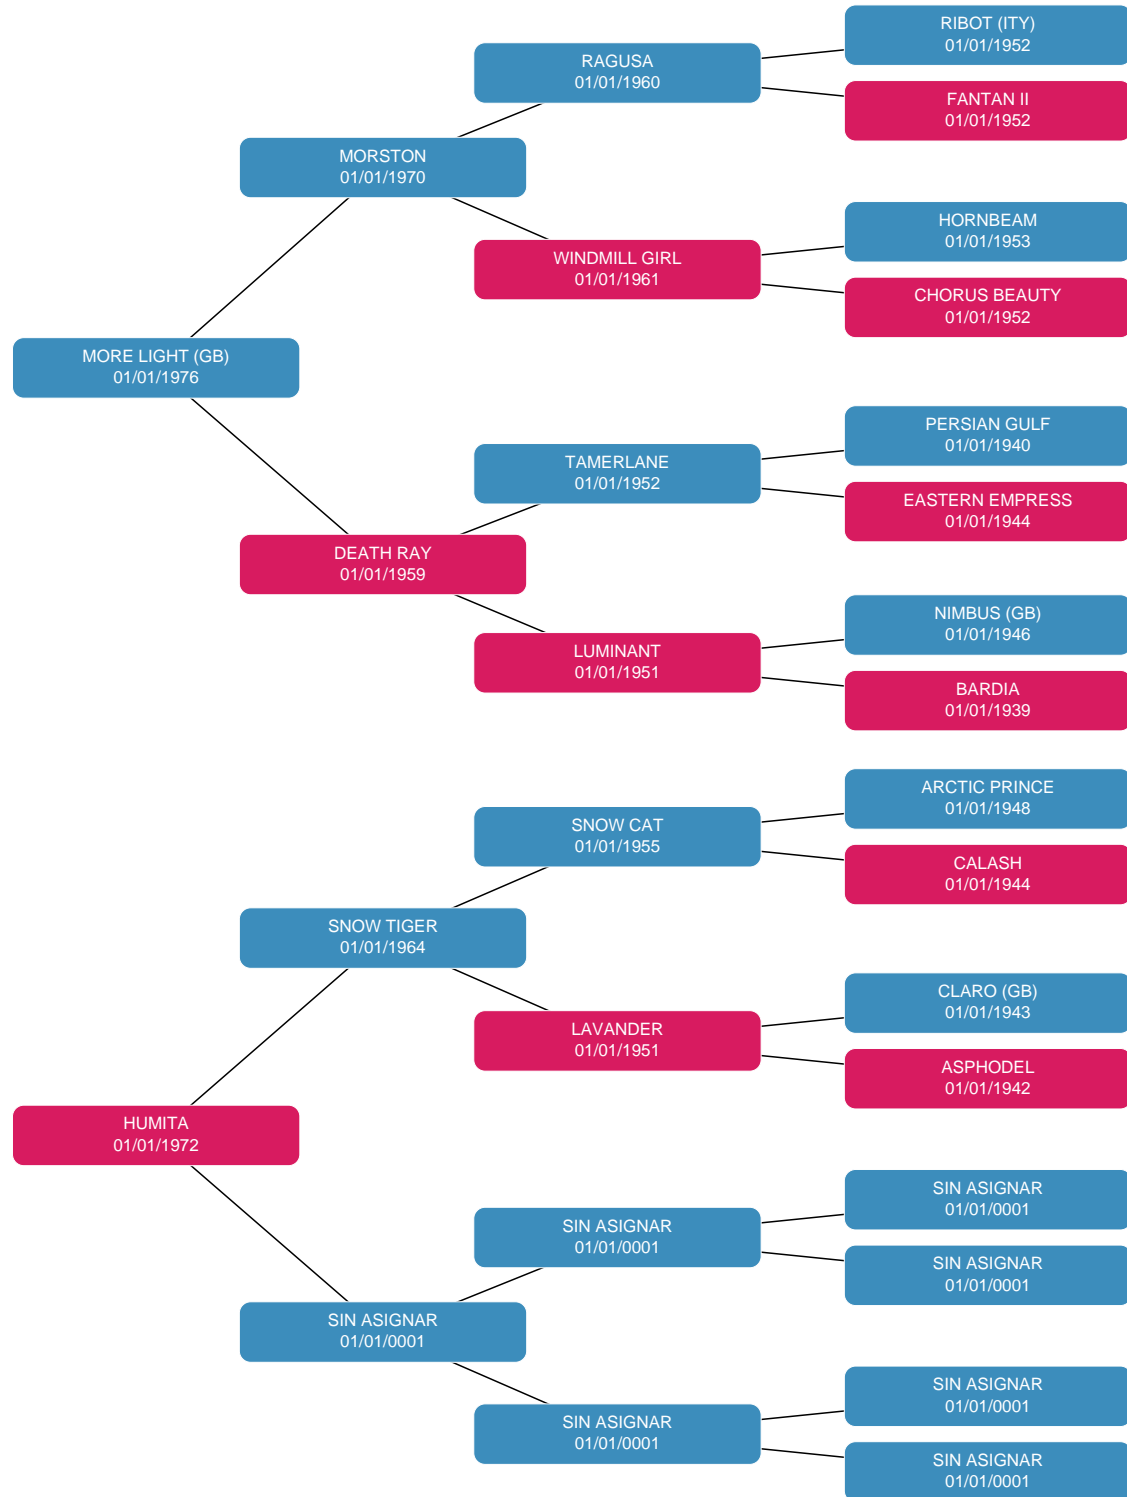 RIBOT (ITY)
01/01/1952
RAGUSA
01/01/1960
FANTAN II
01/01/1952
MORSTON
01/01/1970
HORNBEAM
01/01/1953
WINDMILL GIRL
01/01/1961
CHORUS BEAUTY
01/01/1952
MORE LIGHT (GB)
01/01/1976
PERSIAN GULF
01/01/1940
TAMERLANE
01/01/1952
EASTERN EMPRESS
01/01/1944
DEATH RAY
01/01/1959
NIMBUS (GB)
01/01/1946
LUMINANT
01/01/1951
BARDIA
01/01/1939
ARCTIC PRINCE
01/01/1948
SNOW CAT
01/01/1955
CALASH
01/01/1944
SNOW TIGER
01/01/1964
CLARO (GB)
01/01/1943
LAVANDER
01/01/1951
ASPHODEL
01/01/1942
HUMITA
01/01/1972
SIN ASIGNAR
01/01/0001
SIN ASIGNAR
01/01/0001
SIN ASIGNAR
01/01/0001
SIN ASIGNAR
01/01/0001
SIN ASIGNAR
01/01/0001
SIN ASIGNAR
01/01/0001
SIN ASIGNAR
01/01/0001